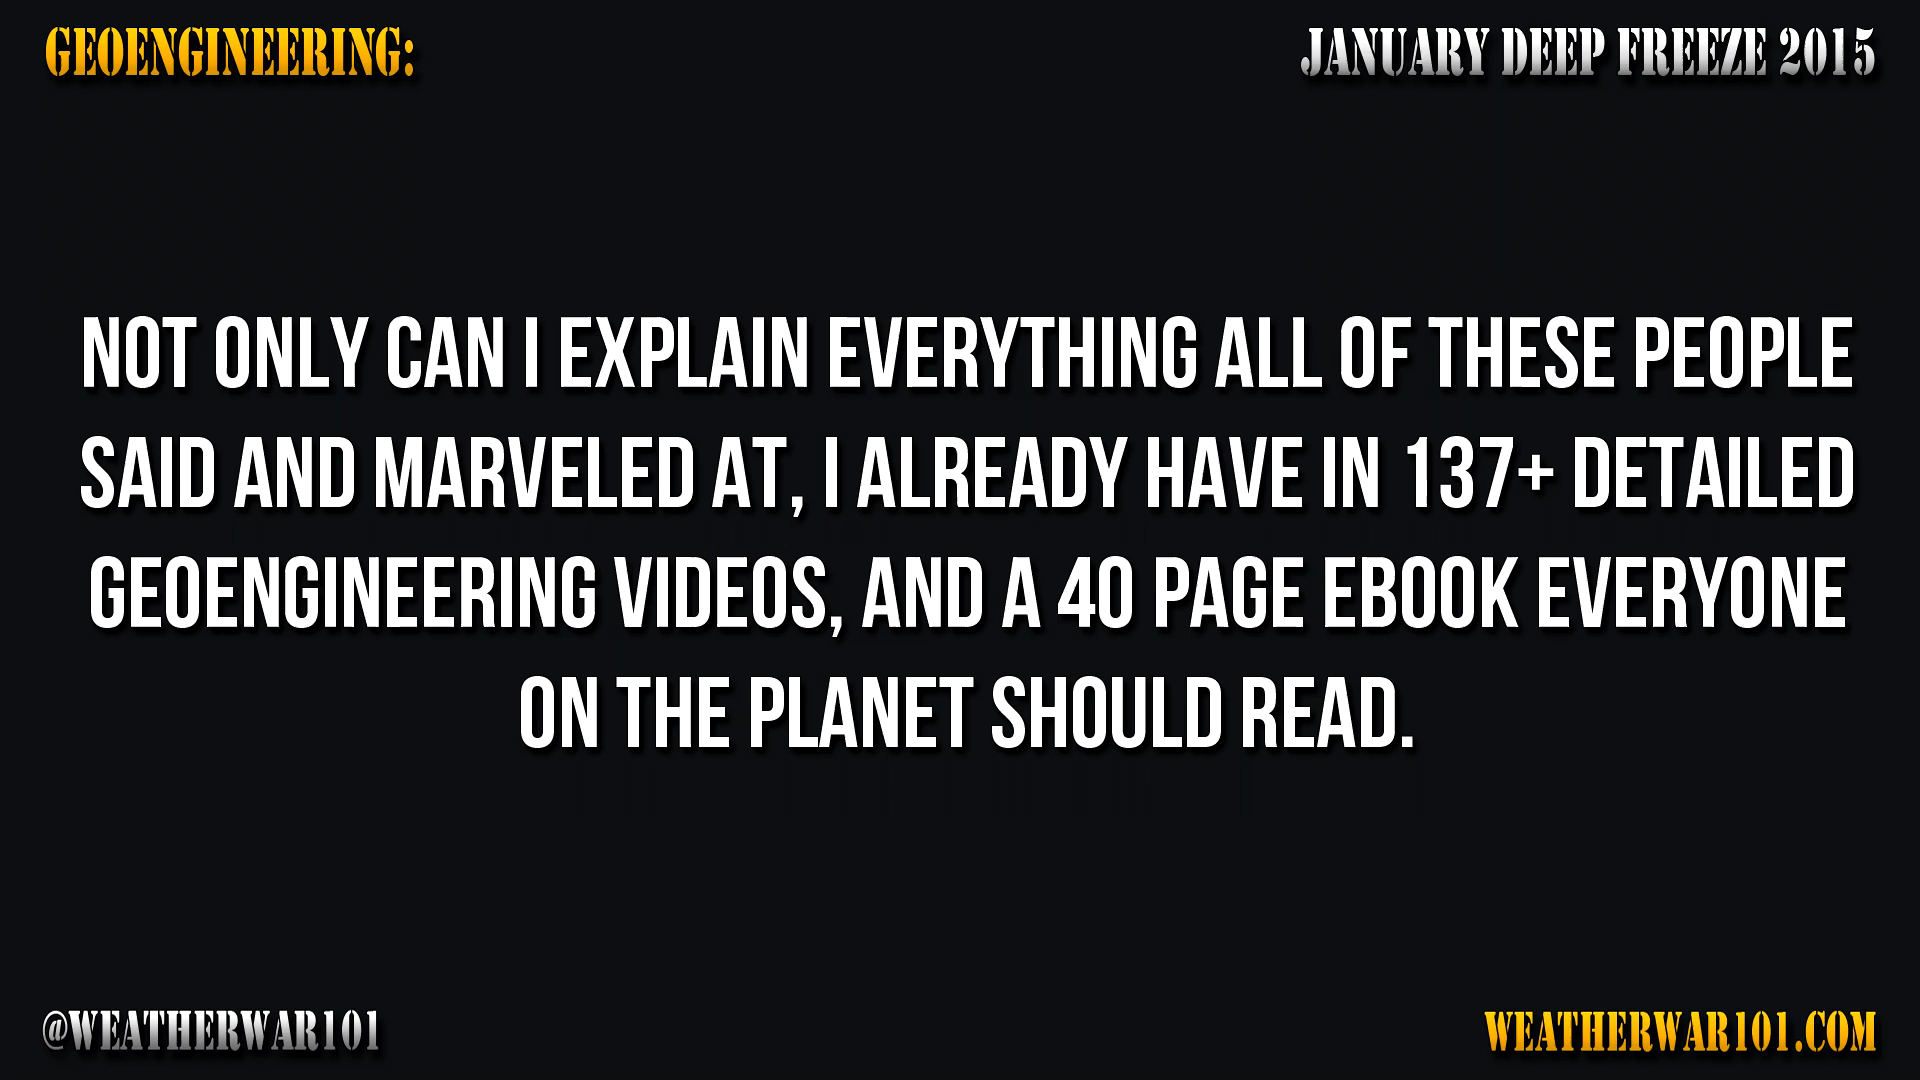 GEOENGINEERING:
JANUARY DEEP FREEZE 2015
NOT ONLY CAN I EXPLAIN EVERYTHING ALL OF THESE PEOPLE
SAID AND MARVELED AT, I ALREADY HAVE IN 137+ DETAILED
GEOENGINEERING VIDEOS, AND A 40 PAGE EBOOK EVERYONE
ON THE PLANET SHOULD READ.
@WEATHERWAR101
WEATHERWAR101.COM